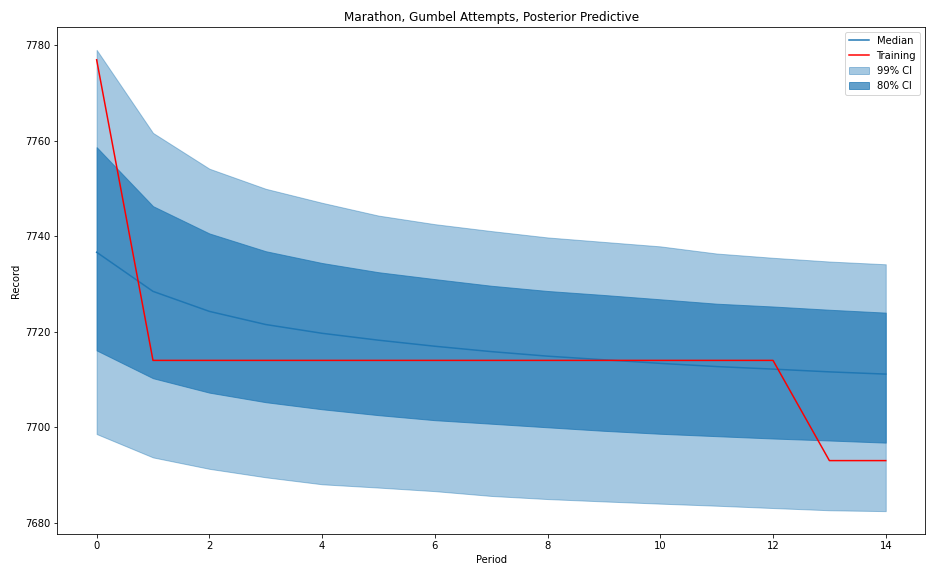 Marathon, Gumbel Attempts, Posterior Predictive
Median
Training
99% CI
80% CI
7780
7760
7740
7720
7700
7680
Record
0
2
4
6
8
10
12
14
Period